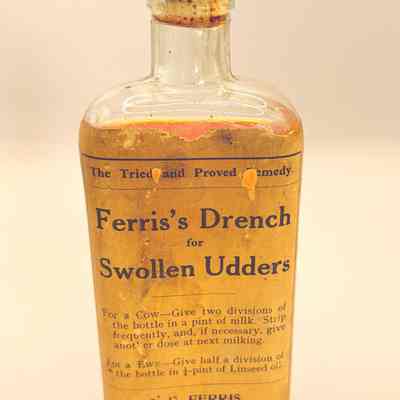 The Tried and Proved Remedy.
Ferris's Drench
for
Swollen Udders
For a Cow—Give two divisions of
the bottle in a pint of milk. Strip
frequently, and, if necessary, give
another dose at next milking.
For a Ewe—Give half a division of
the bottle in ¼-pint of Linseed oil.
FERRIS